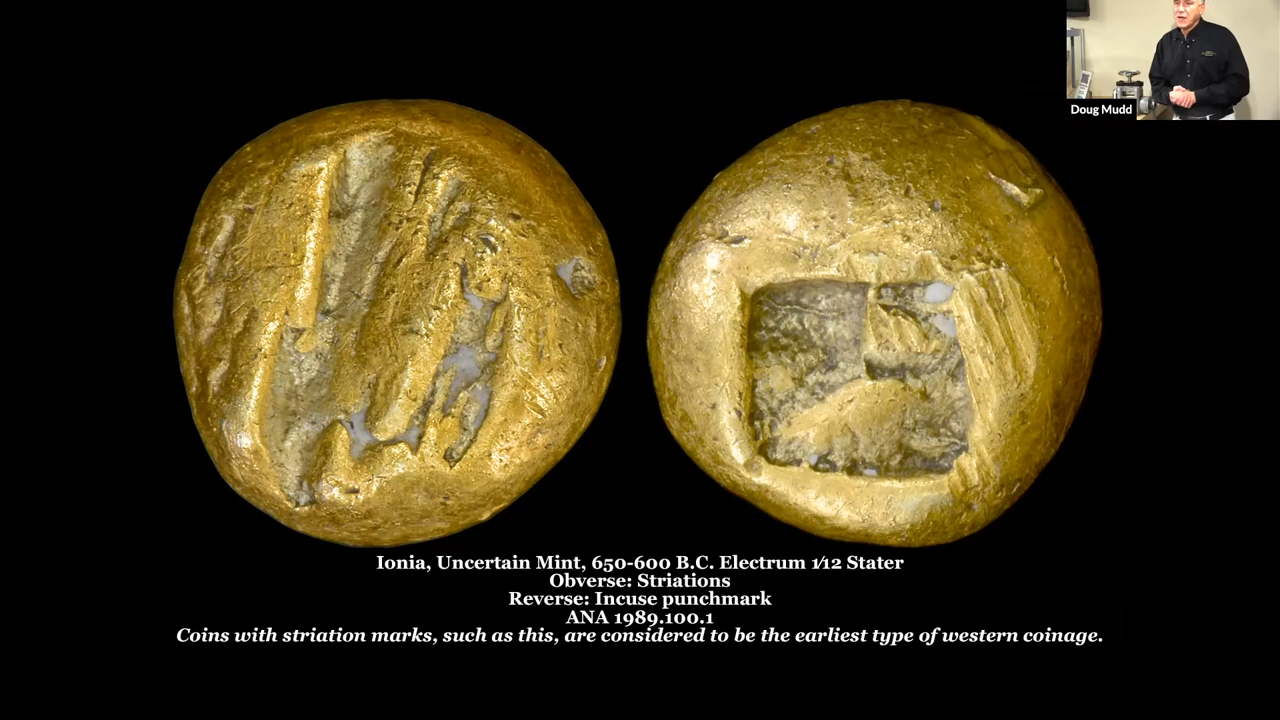 Doug Mudd
Ionia, Uncertain Mint, 650-600 B.C. Electrum 1⁄12 Stater
Obverse: Striations
Reverse: Incuse punchmark
ANA 1989.100.1
Coins with striation marks, such as this, are considered to be the earliest type of western coinage.